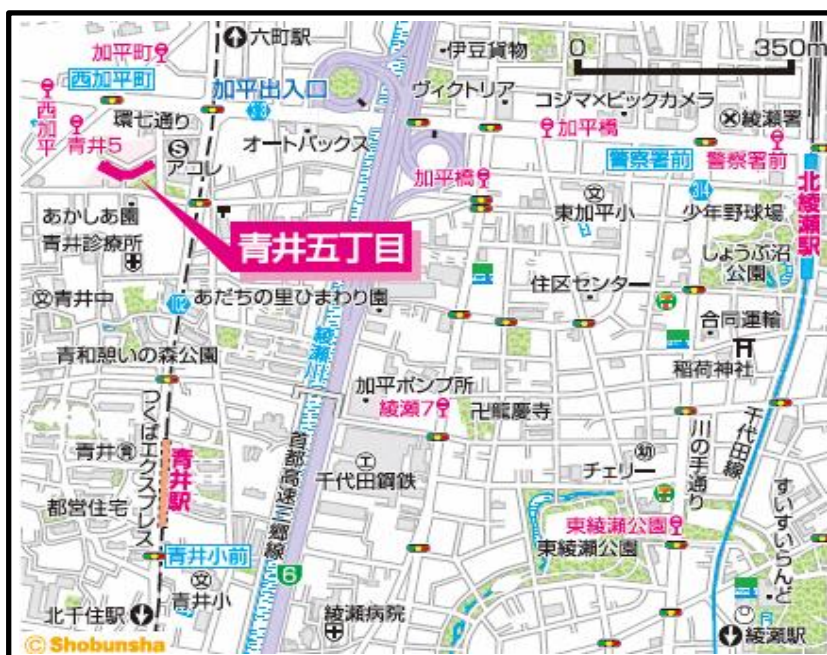 加平町
六町駅
伊豆貨物
0 350m
西加平町
加平出入口
ヴィクトリア
コジマ×ビックカメラ
318
西加平
青井5
環七通り
オートバックス
加平橋
綾瀬署
アコレ
警察署前
警察署前
加平橋
あかしあ園
東加平小
314
少年野球場
北綾瀬駅
青井診療所
青井五丁目
しょうぶ沼
公園
青井中
102
あだちの里ひまわり園
住区センター
綾瀬川
合同運輸
青和憩いの森公園
稲荷神社
加平ポンプ所
綾瀬7
卍龍慶寺
つくばエクスプレス
青井
青井駅
首都高速三郷線
千代田鋼鉄
チェリー
川の手通り
千代田線
都営住宅
すいすいらんど
東綾瀬公園
東綾瀬公園
青井小前
6
青井小
北千住駅
綾瀬病院
綾瀬駅
© Shobunsha